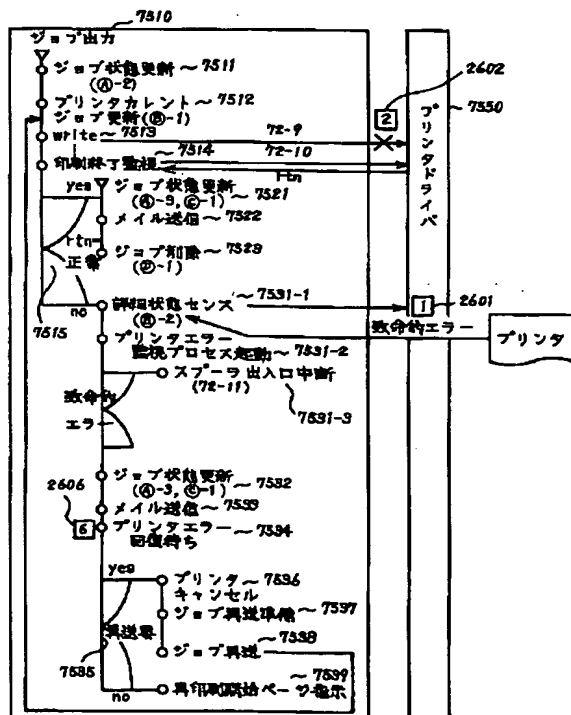 7510
ジョブ出力
ジョブ状態更新 ~7511
(Ⓐ-2)
プリンタカレント ~7512
ジョブ更新(Ⓑ-1)
write ~7513
72-9
2 2602
印刷終了監視 7514
72-10
rtn
プリンタドライバ
7550
yes
ジョブ状態更新 ~7521
(Ⓐ-3, Ⓒ-1)
メイル送信 ~7522
rtn
正常
ジョブ削除 ~7523
(Ⓓ-1)
7515
no
詳細状態センス ~7531-1
(Ⓑ-2)
1 2601
致命的エラー
プリンタ
プリンタエラー
監視プロセス起動 ~7531-2
スプーラ出入口中断
(72-11)
致命的
エラー
7531-3
ジョブ状態更新 ~7532
(Ⓐ-3, Ⓒ-1)
メイル送信 ~7533
2606
6
プリンタエラー ~7534
回復待ち
yes
プリンタ ~7536
キャンセル
ジョブ再送準備 ~7537
再送要
ジョブ再送 7538
7535
no
再印刷開始ページ指示 7539